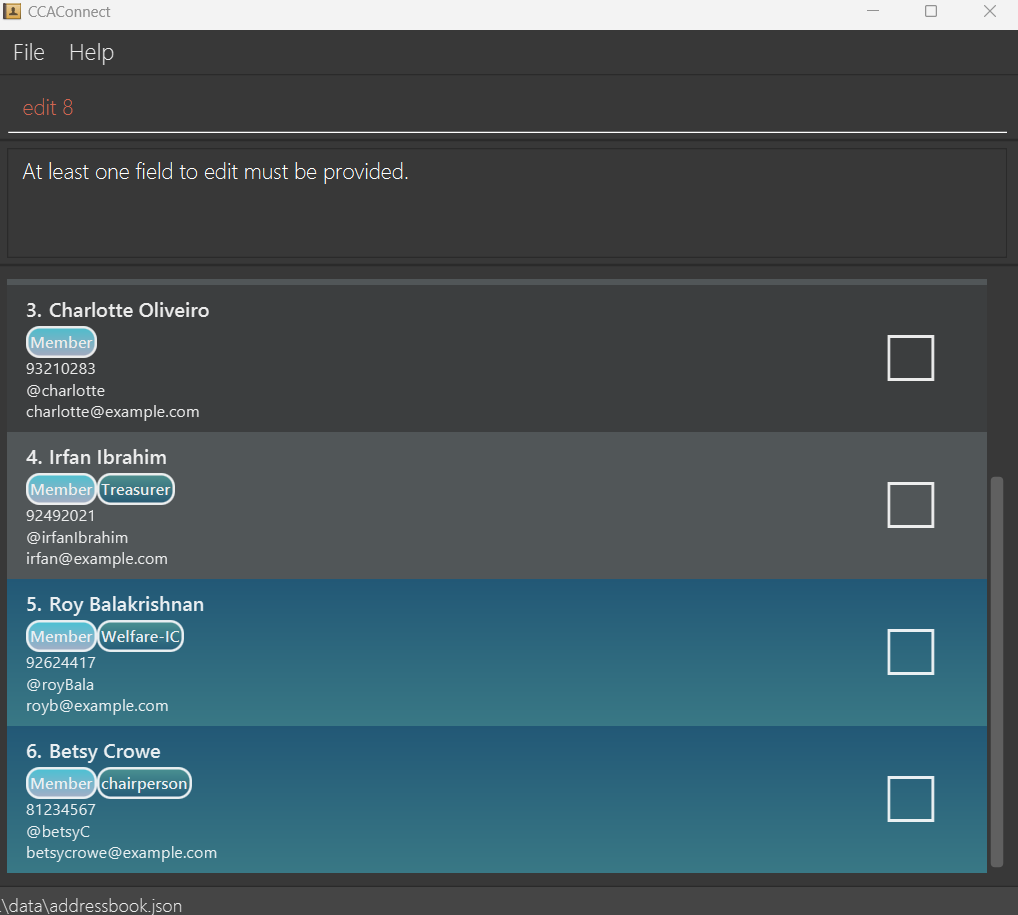 CCAConnect
File Help
edit 8
At least one field to edit must be provided.
3. Charlotte Oliveiro
Member
93210283
@charlotte
charlotte@example.com
4. Irfan Ibrahim
Member Treasurer
92492021
@irfanIbrahim
irfan@example.com
5. Roy Balakrishnan
Member Welfare-IC
92624417
@royBala
royb@example.com
6. Betsy Crowe
Member chairperson
81234567
@betsyC
betsycrowe@example.com
.\data\addressbook.json